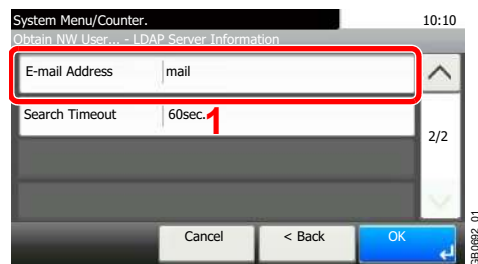 System Menu/Counter.
10:10
Obtain NW User... - LDAP Server Information
E-mail Address mail
Search Timeout 60sec.
1
2/2
Cancel < Back OK
GB0692_01